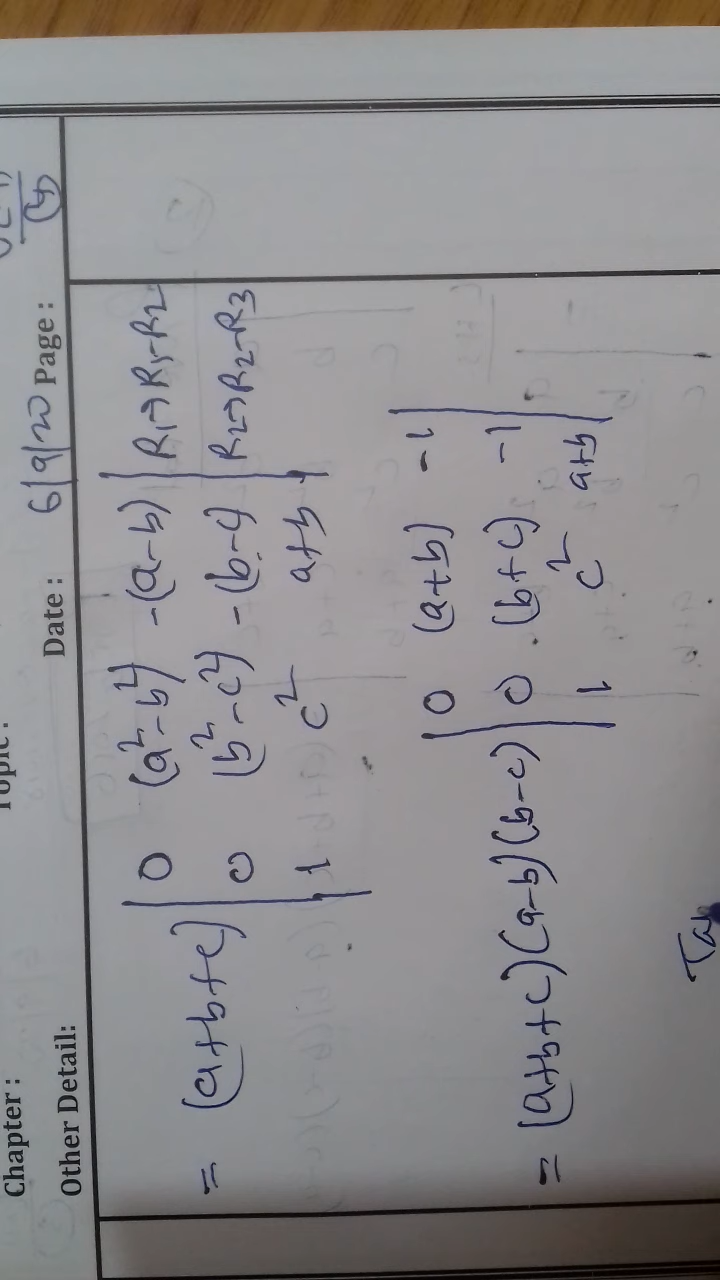 Chapter : Topic :
Other Detail: Date : 6/9/20 Page :
| 0 (a²-b²) -(a-b) | R₁→R₁-R₂
= (a+b+c) | 0 (b²-c²) -(b-c) | R₂→R₂-R₃
| 1 c² a+b |
| 0 (a+b) -1 |
= (a+b+c)(a-b)(b-c) | 0 (b+c) -1 |
| 1 c² a+b |